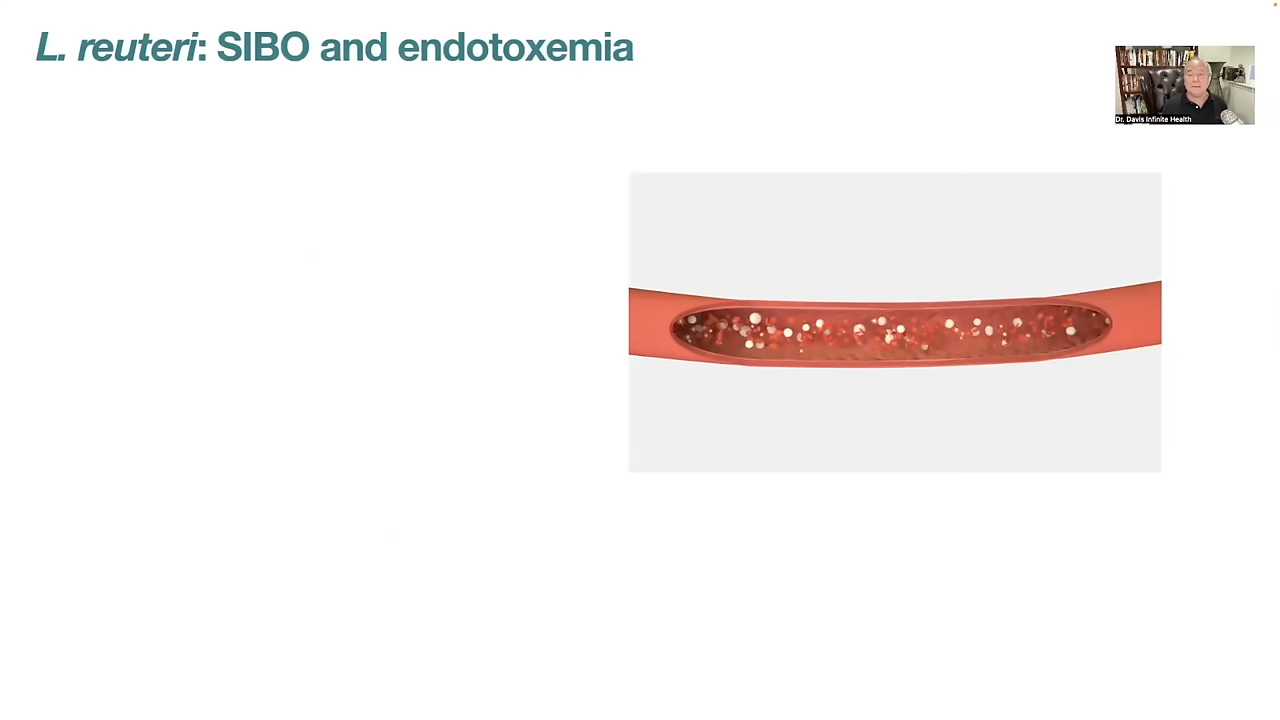 L. reuteri: SIBO and endotoxemia
Dr. Davis Infinite Health